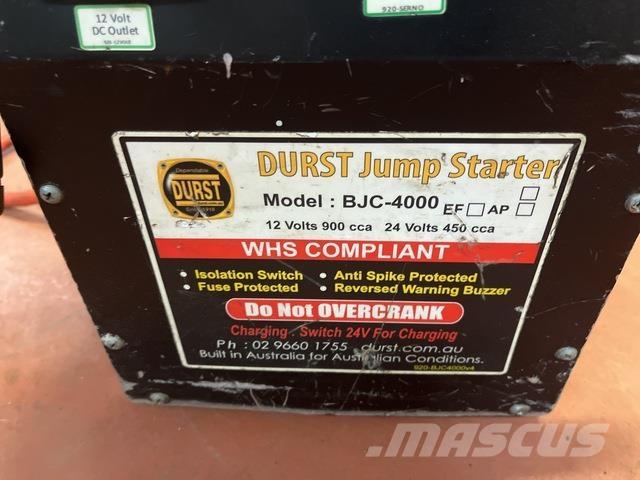 12 Volt
DC Outlet
920-SERNO
Dependable
DURST
DURST Jump Starter
Model : BJC-4000 EF AP
12 Volts 900 cca 24 Volts 450 cca
WHS COMPLIANT
• Isolation Switch • Anti Spike Protected
• Fuse Protected • Reversed Warning Buzzer
Do Not OVERCRANK
Charging . Switch 24V For Charging
Ph : 02 9660 1755 durst.com.au
Built in Australia for Australian Conditions.
920-BJC4000v4
MASCUS